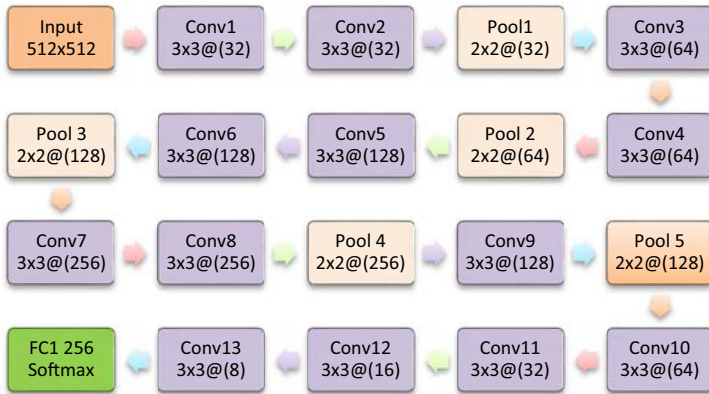 Input
512x512
Conv1
3x3@(32)
Conv2
3x3@(32)
Pool1
2x2@(32)
Conv3
3x3@(64)
Pool 3
2x2@(128)
Conv6
3x3@(128)
Conv5
3x3@(128)
Pool 2
2x2@(64)
Conv4
3x3@(64)
Conv7
3x3@(256)
Conv8
3x3@(256)
Pool 4
2x2@(256)
Conv9
3x3@(128)
Pool 5
2x2@(128)
FC1 256
Softmax
Conv13
3x3@(8)
Conv12
3x3@(16)
Conv11
3x3@(32)
Conv10
3x3@(64)